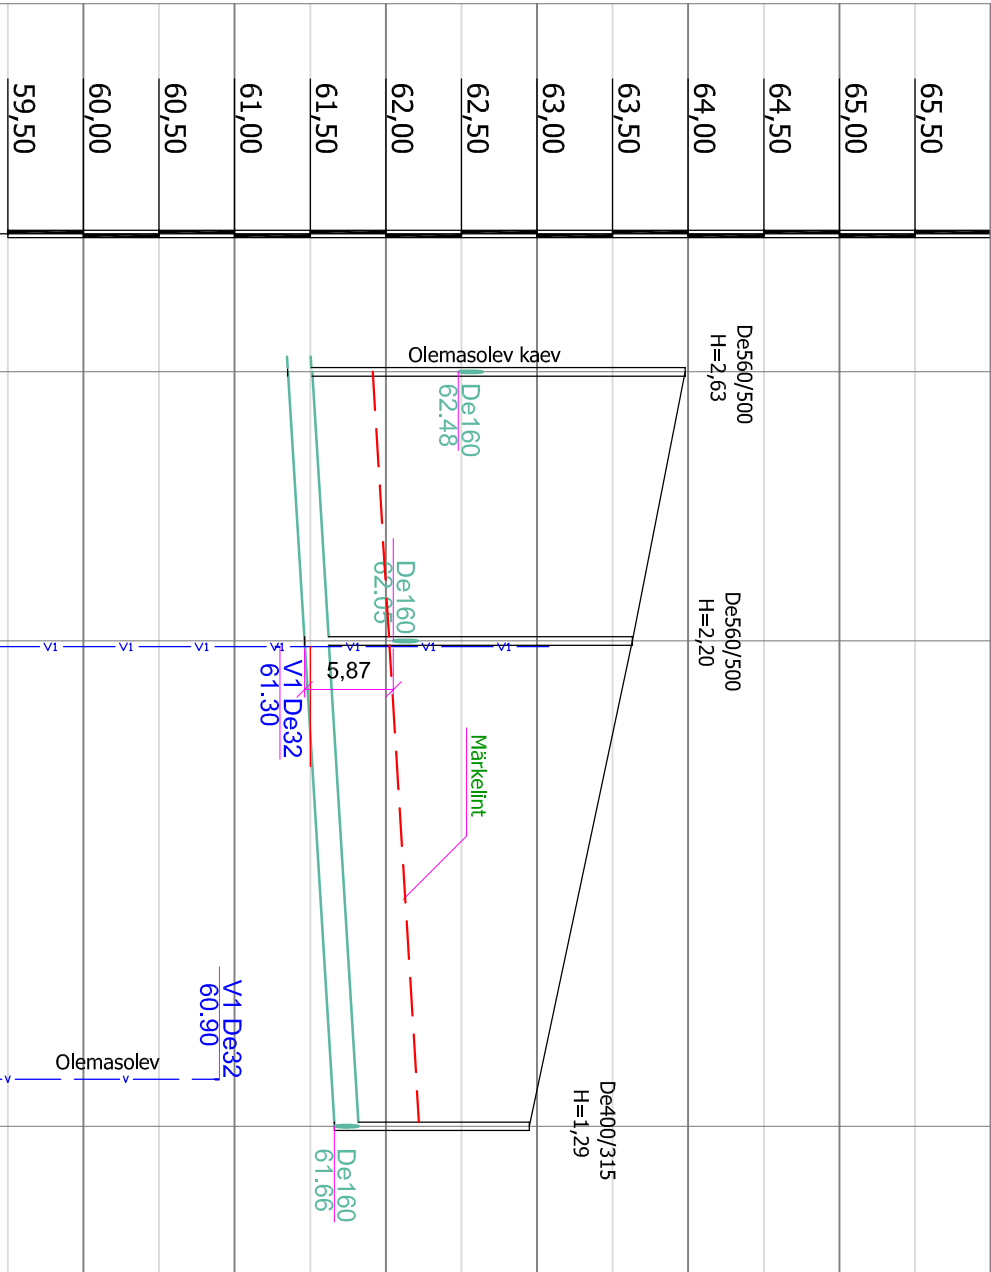 65,50
65,00
64,50
64,00
63,50
63,00
62,50
62,00
61,50
61,00
60,50
60,00
59,50
De560/500
H=2,63
Olemasolev kaev
De160
62.48
De560/500
H=2,20
De160
62.05
V1
V1
V1
V1
V1
V1
V1
5,87
V1 De32
61.30
Märkelint
V1 De32
60.90
Olemasolev
V
V
De400/315
H=1,29
De160
61.66